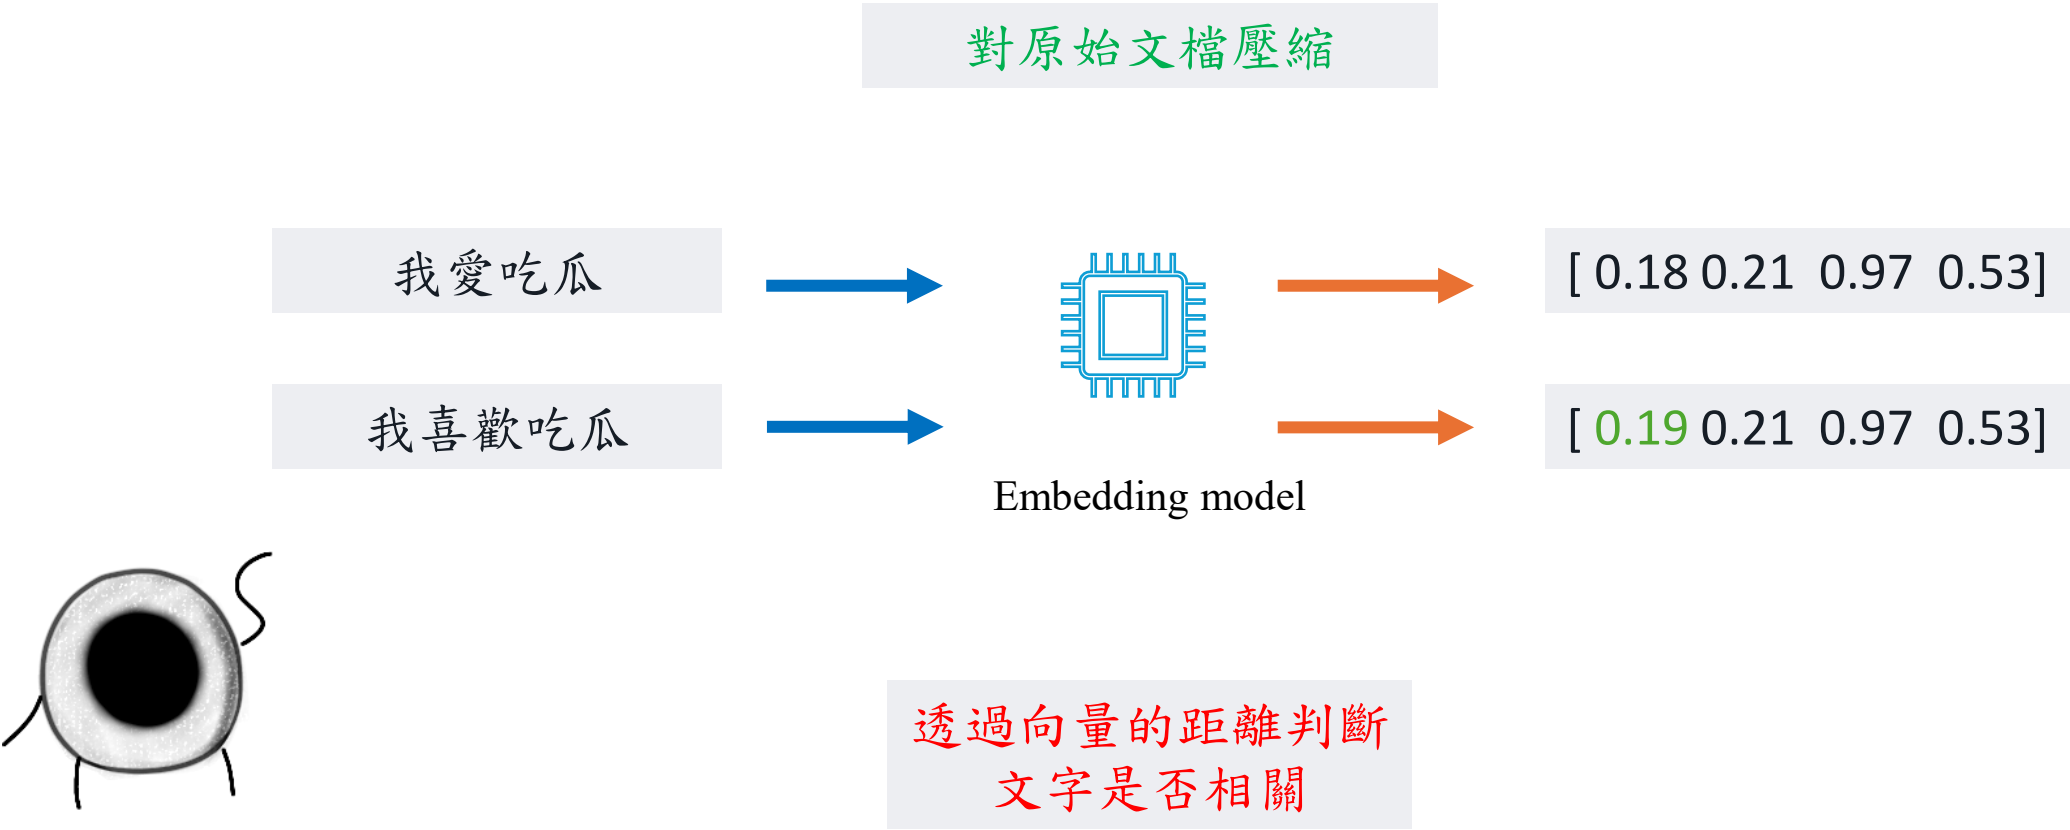 對原始文檔壓縮
我愛吃瓜
[ 0.18 0.21 0.97 0.53]
我喜歡吃瓜
[ 0.19 0.21 0.97 0.53]
Embedding model
透過向量的距離判斷
文字是否相關